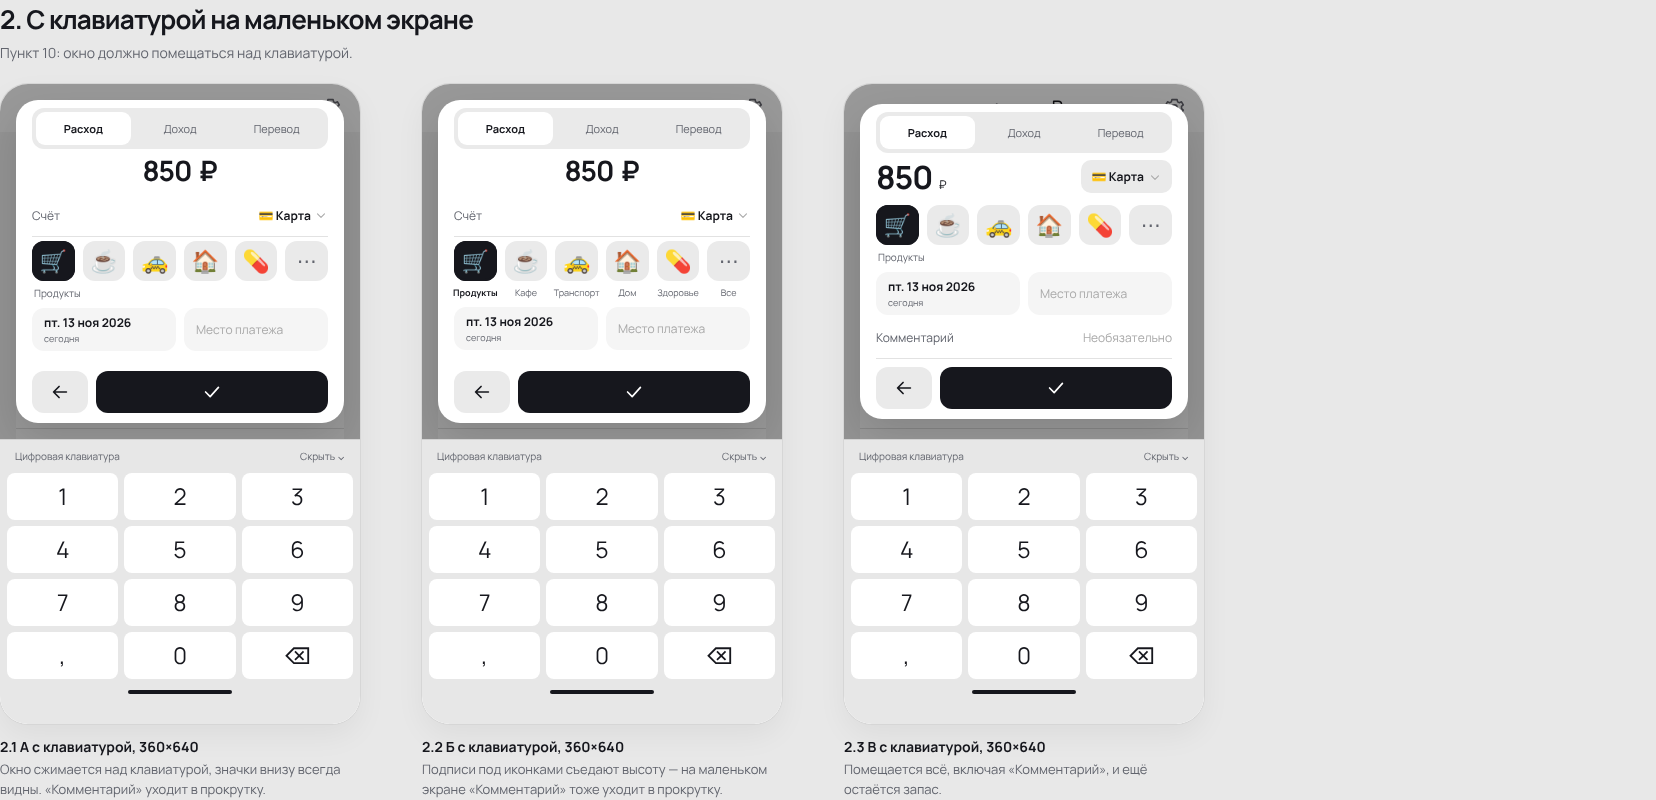 2. С клавиатурой на маленьком экране
Пункт 10: окно должно помещаться над клавиатурой.
Расход Доход Перевод
850 ₽
Счёт Карта
Продукты
пт. 13 ноя 2026
сегодня
Место платежа
Цифровая клавиатура Скрыть
1 2 3
4 5 6
7 8 9
, 0
2.1 А с клавиатурой, 360×640
Окно сжимается над клавиатурой, значки внизу всегда
видны. «Комментарий» уходит в прокрутку.
Расход Доход Перевод
850 ₽
Счёт Карта
Продукты Кафе Транспорт Дом Здоровье Все
пт. 13 ноя 2026
сегодня
Место платежа
Цифровая клавиатура Скрыть
1 2 3
4 5 6
7 8 9
, 0
2.2 Б с клавиатурой, 360×640
Подписи под иконками съедают высоту — на маленьком
экране «Комментарий» тоже уходит в прокрутку.
Расход Доход Перевод
850 ₽ Карта
Продукты
пт. 13 ноя 2026
сегодня
Место платежа
Комментарий Необязательно
Цифровая клавиатура Скрыть
1 2 3
4 5 6
7 8 9
, 0
2.3 В с клавиатурой, 360×640
Помещается всё, включая «Комментарий», и ещё
остаётся запас.